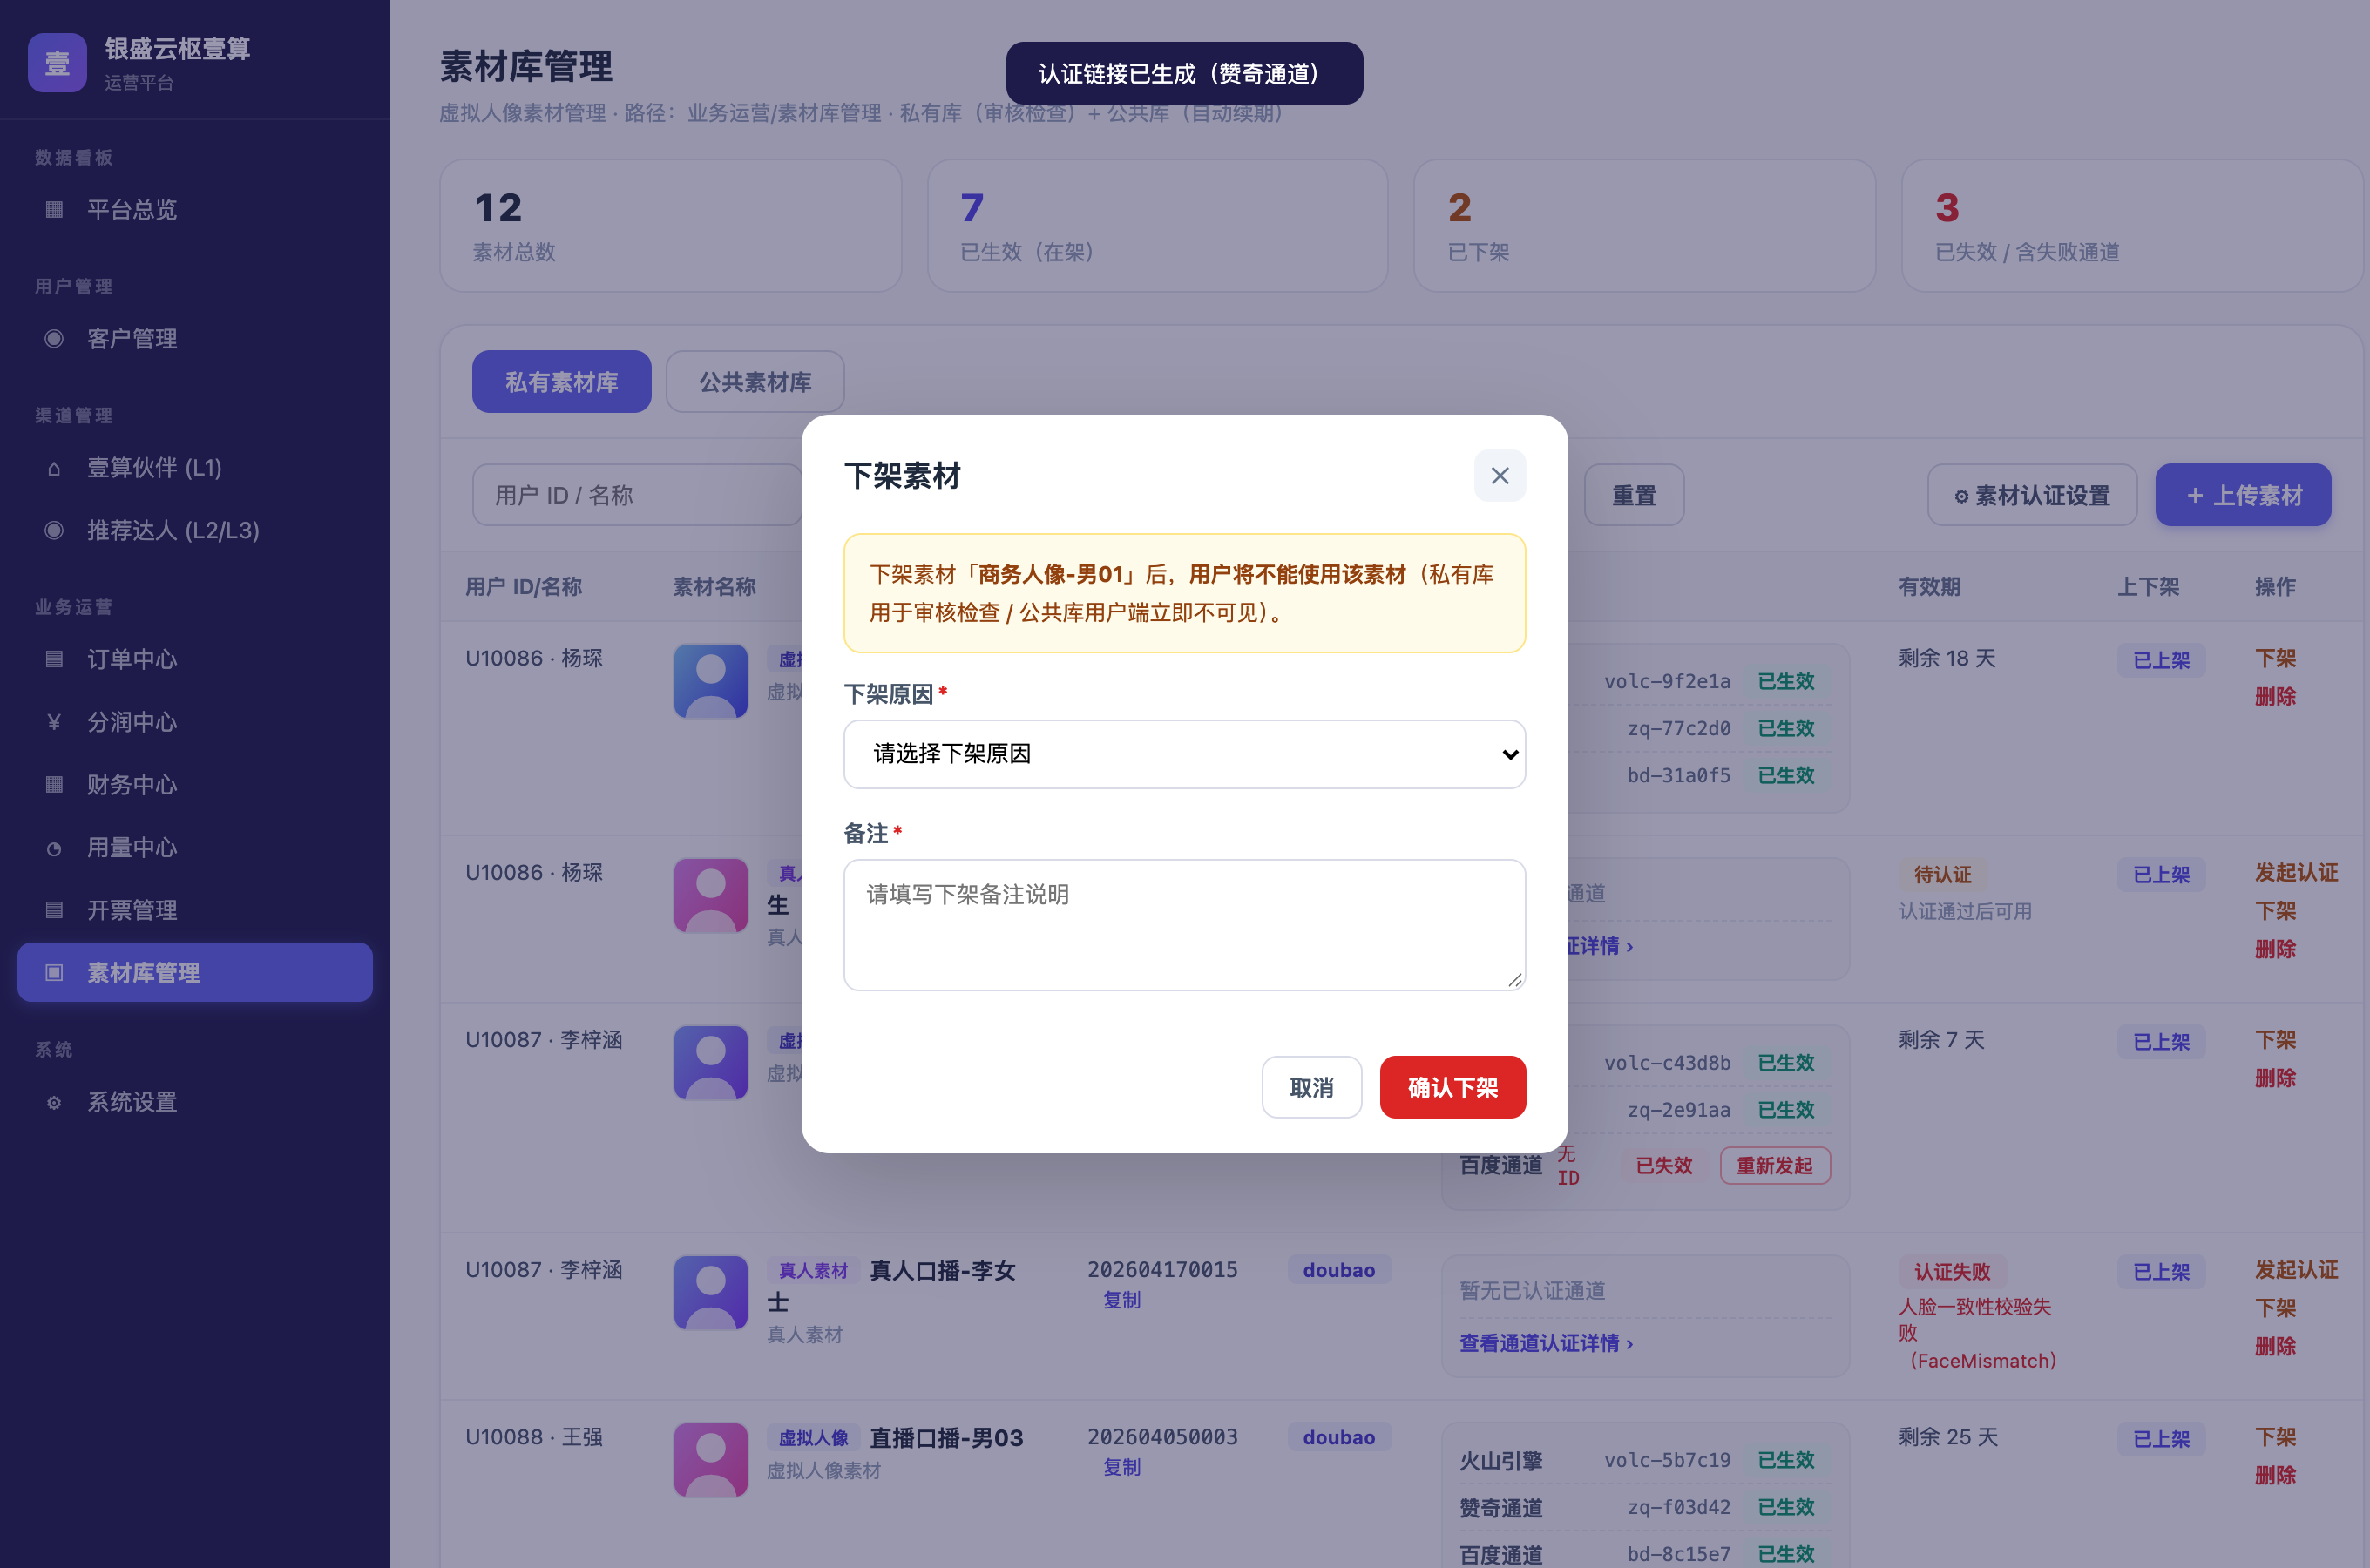 壹
银盛云枢壹算
运营平台
数据看板
平台总览
用户管理
客户管理
渠道管理
壹算伙伴 (L1)
推荐达人 (L2/L3)
业务运营
订单中心
¥ 分润中心
财务中心
用量中心
开票管理
素材库管理
系统
系统设置
素材库管理
认证链接已生成（赞奇通道）
虚拟人像素材管理 · 路径：业务运营/素材库管理 · 私有库（审核检查）+ 公共库（自动续期）
12
素材总数
7
已生效（在架）
2
已下架
3
已失效 / 含失败通道
私有素材库
公共素材库
用户 ID / 名称
重置
素材认证设置
+ 上传素材
用户 ID/名称
素材名称
有效期
上下架
操作
下架素材
下架素材「商务人像-男01」后，用户将不能使用该素材（私有库
用于审核检查 / 公共库用户端立即不可见）。
下架原因 *
请选择下架原因
备注 *
请填写下架备注说明
取消
确认下架
U10086 · 杨琛
volc-9f2e1a 已生效
zq-77c2d0 已生效
bd-31a0f5 已生效
剩余 18 天
已上架
下架
删除
U10086 · 杨琛
真人
生
真人
通道
证详情 ›
待认证
认证通过后可用
已上架
发起认证
下架
删除
U10087 · 李梓涵
volc-c43d8b 已生效
zq-2e91aa 已生效
百度通道 无 ID 已失效 重新发起
剩余 7 天
已上架
下架
删除
U10087 · 李梓涵
真人素材 真人口播-李女
士
真人素材
202604170015
复制
doubao
暂无已认证通道
查看通道认证详情 ›
认证失败
人脸一致性校验失
败
（FaceMismatch）
已上架
发起认证
下架
删除
U10088 · 王强
虚拟人像 直播口播-男03
虚拟人像素材
202604050003
复制
doubao
火山引擎 volc-5b7c19 已生效
赞奇通道 zq-f03d42 已生效
百度通道 bd-8c15e7 已生效
剩余 25 天
已上架
下架
删除